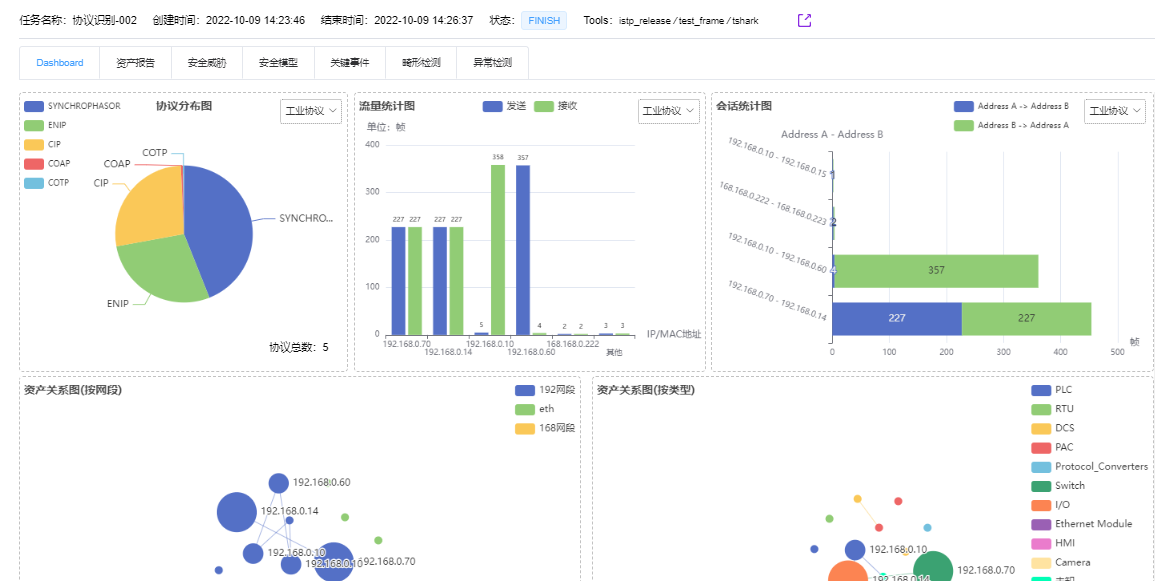 任务名称: 协议识别-002 创建时间: 2022-10-09 14:23:46 结束时间: 2022-10-09 14:26:37 状态: FINISH Tools: istp_release / test_frame / tshark
Dashboard 资产报告 安全威胁 安全模型 关键事件 畸形检测 异常检测
协议分布图
工业协议
SYNCHROPHASOR
ENIP
CIP
COAP
COTP
COTP
COAP
CIP
SYNCHRO...
ENIP
协议总数: 5
流量统计图
发送 接收
工业协议
单位: 帧
400
300
200
100
0
227 227 227 227 5 358 357 4 2 2 3 3
192.168.0.70
192.168.0.14
192.168.0.10
192.168.0.60
168.168.0.222
其他
IP/MAC地址
会话统计图
Address A -> Address B
Address B -> Address A
工业协议
Address A - Address B
192.168.0.10 - 192.168.0.15
1
168.168.0.222 - 168.168.0.223
2
192.168.0.10 - 192.168.0.60
4 357
192.168.0.70 - 192.168.0.14
227 227
0 100 200 300 400 500
帧
资产关系图(按网段)
192网段
eth
168网段
192.168.0.60
192.168.0.14
192.168.0.10
192.168.0.10
192.168.0.70
资产关系图(按类型)
PLC
RTU
DCS
PAC
Protocol_Converters
Switch
I/O
Ethernet Module
HMI
Camera
192.168.0.10
192.168.0.70
192.168.0.14